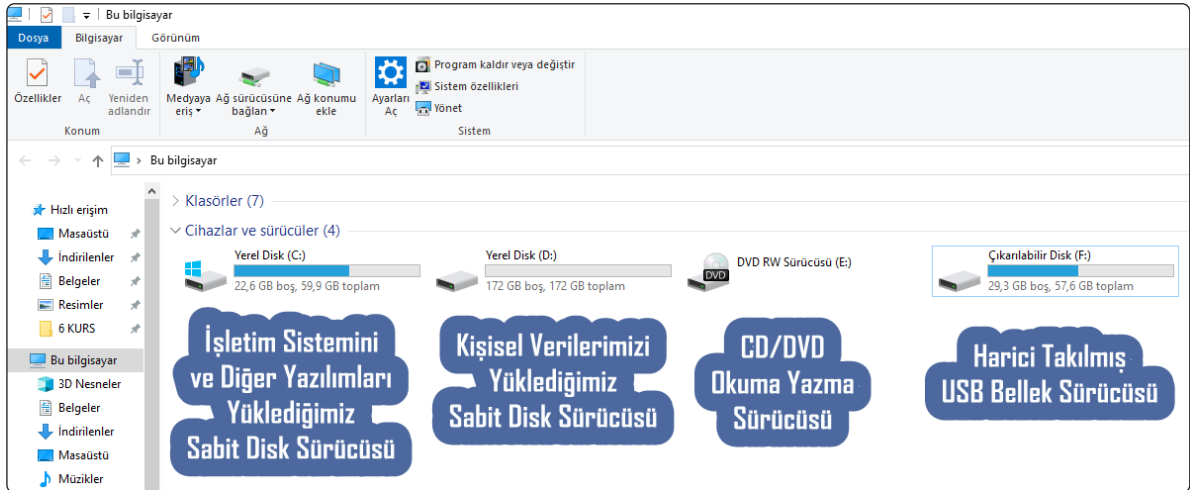 Bu bilgisayar
Dosya Bilgisayar Görünüm
Özellikler
Aç
Yeniden
adlandır
Konum
Medyaya
eriş
Ağ sürücüsüne
bağlan
Ağ konumu
ekle
Ağ
Ayarları
Aç
Program kaldır veya değiştir
Sistem özellikleri
Yönet
Sistem
Bu bilgisayar
Hızlı erişim
Masaüstü
İndirilenler
Belgeler
Resimler
6 KURS
Bu bilgisayar
3D Nesneler
Belgeler
İndirilenler
Masaüstü
Müzikler
Klasörler (7)
Cihazlar ve sürücüler (4)
Yerel Disk (C:)
22,6 GB boş, 59,9 GB toplam
Yerel Disk (D:)
172 GB boş, 172 GB toplam
DVD RW Sürücüsü (E:)
DVD
Çıkarılabilir Disk (F:)
29,3 GB boş, 57,6 GB toplam
İşletim Sistemini
ve Diğer Yazılımları
Yüklediğimiz
Sabit Disk Sürücüsü
Kişisel Verilerimizi
Yüklediğimiz
Sabit Disk Sürücüsü
CD/DVD
Okuma Yazma
Sürücüsü
Harici Takılmış
USB Bellek Sürücüsü